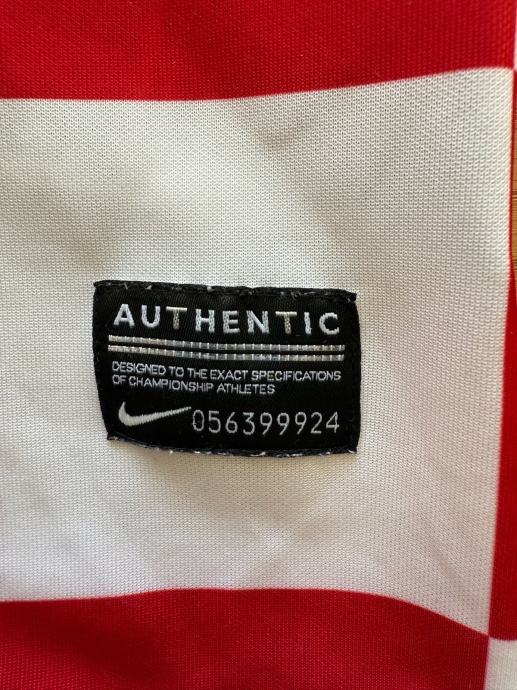 AUTHENTIC
DESIGNED TO THE EXACT SPECIFICATIONS
OF CHAMPIONSHIP ATHLETES
056399924